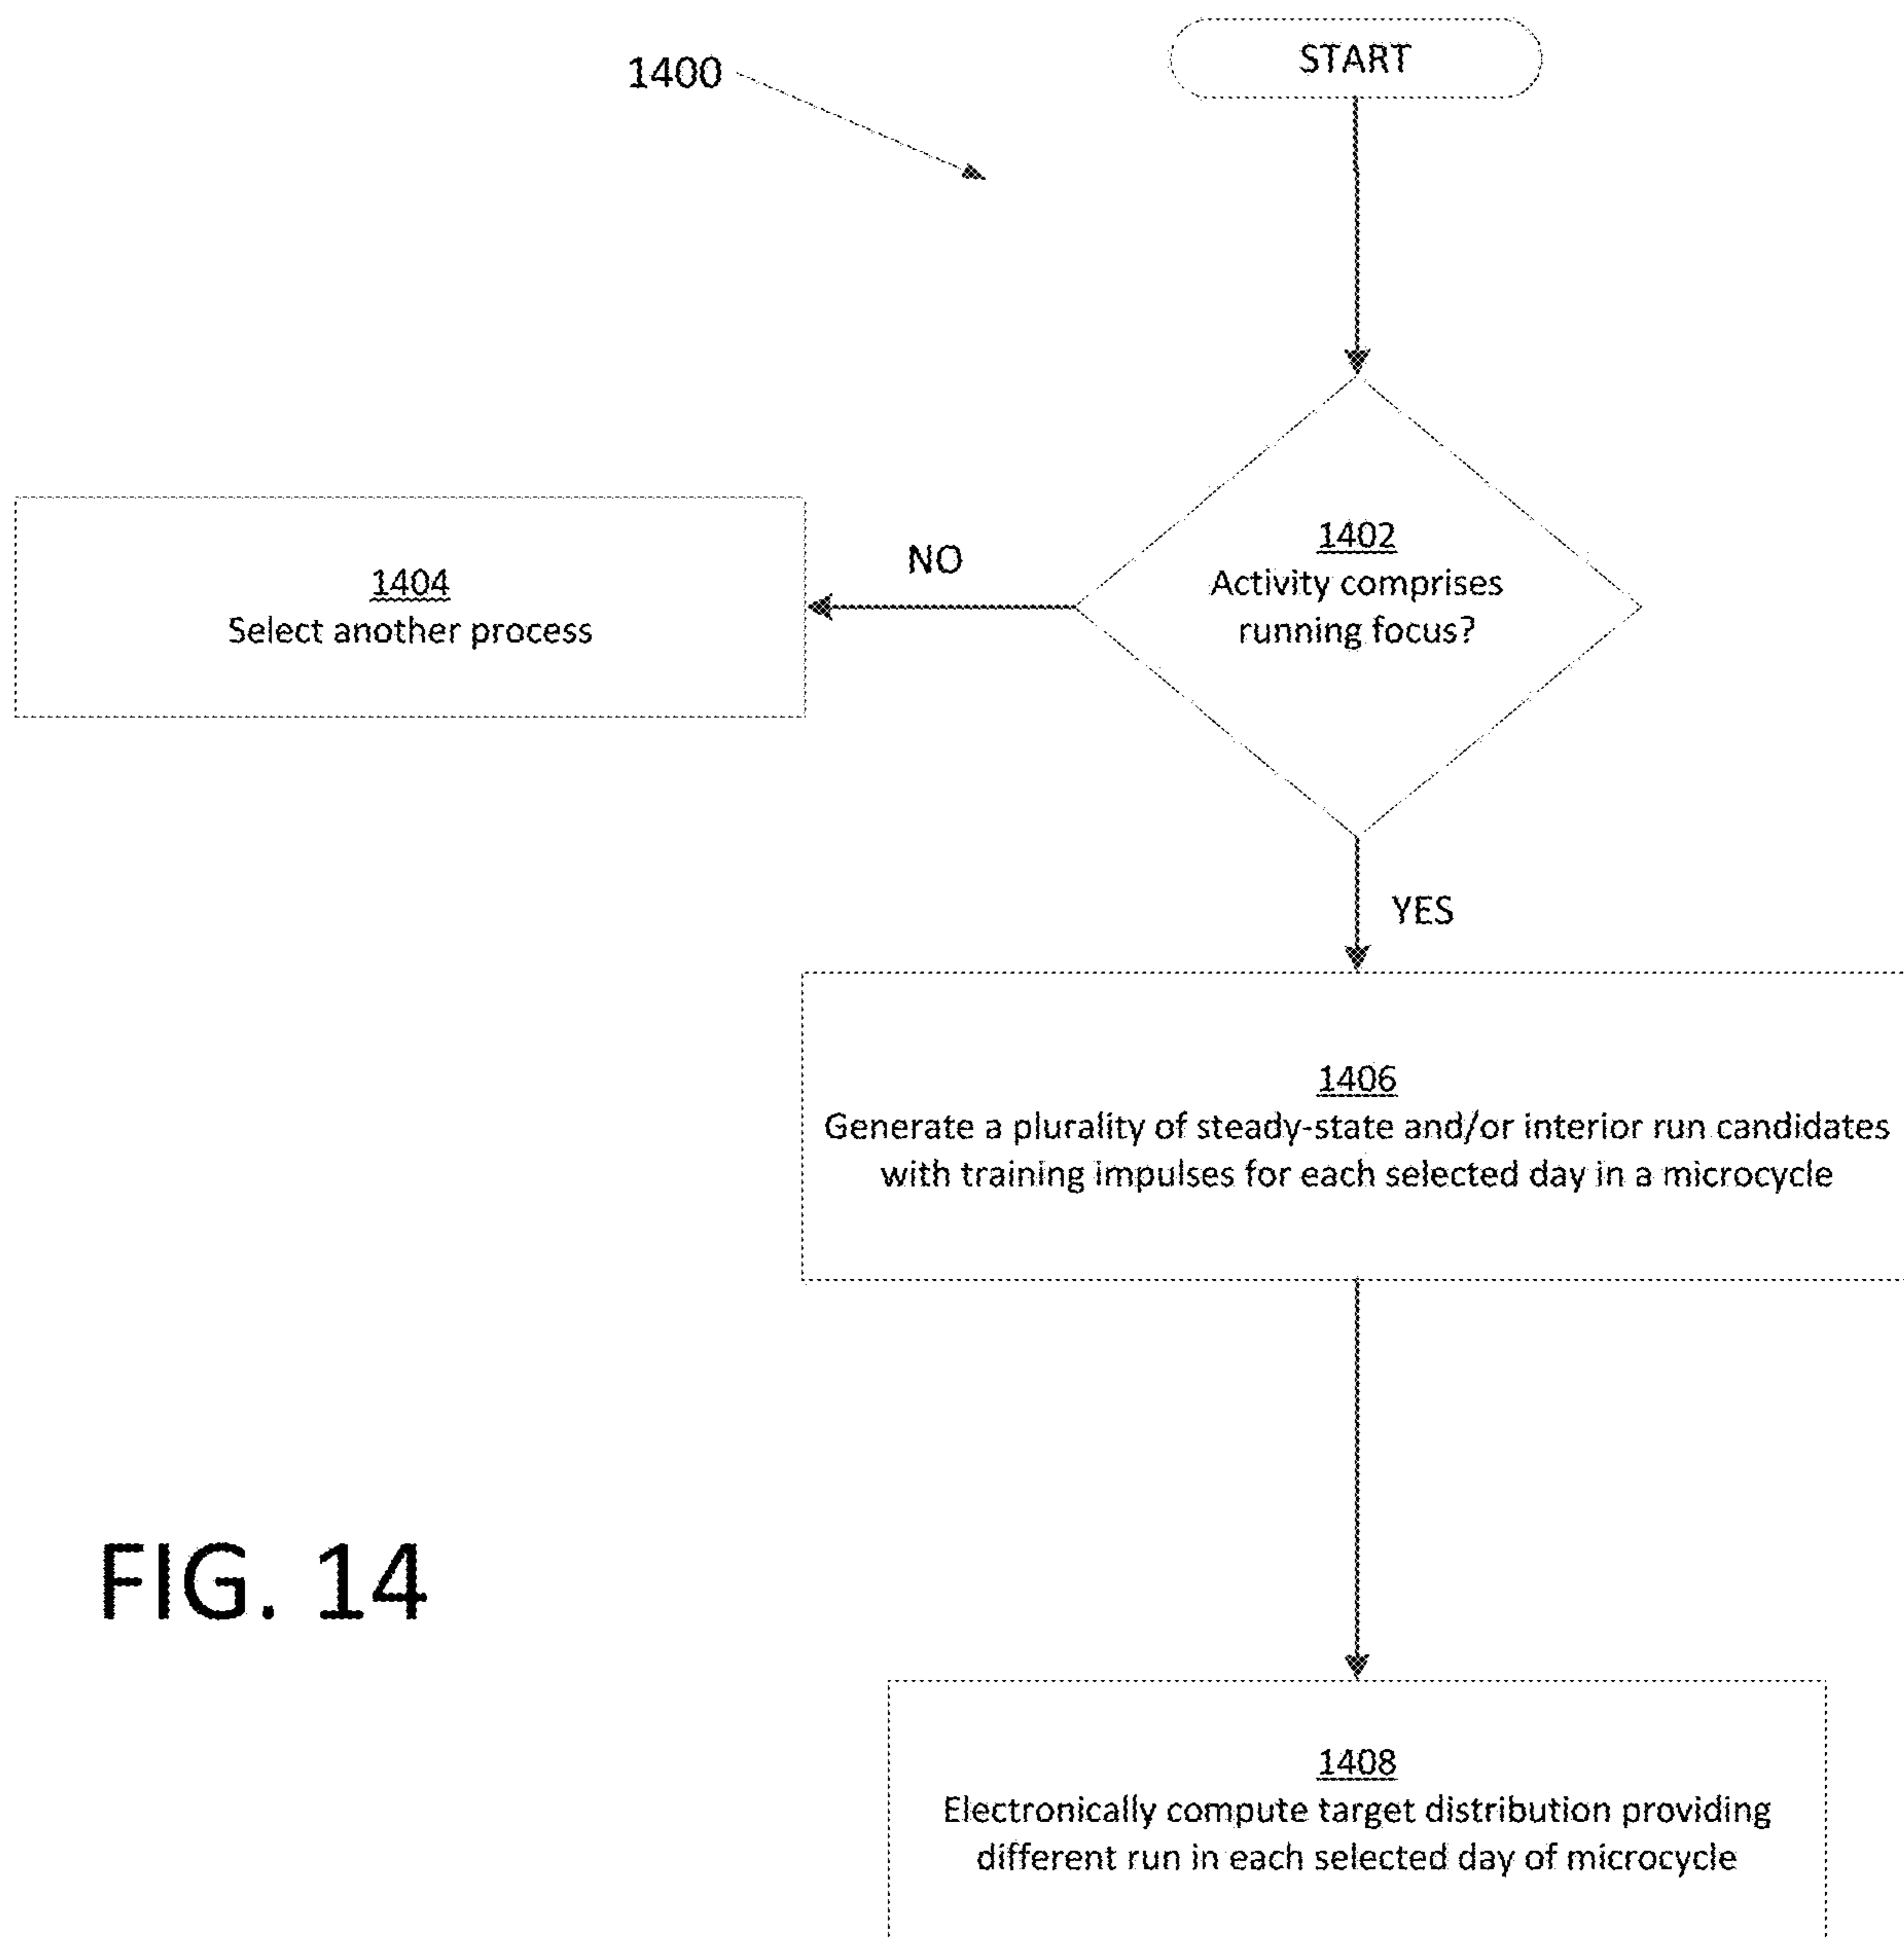 1400
START
1402
Activity comprises
running focus?
NO
1404
Select another process
YES
1406
Generate a plurality of steady-state and/or interior run candidates
with training impulses for each selected day in a microcycle
1408
Electronically compute target distribution providing
different run in each selected day of microcycle
FIG. 14